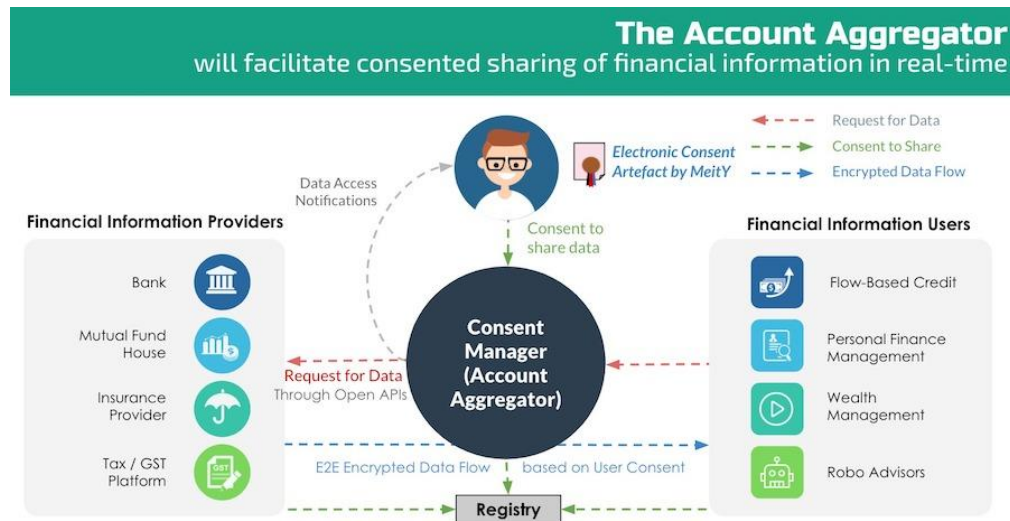 The Account Aggregator
will facilitate consented sharing of financial information in real-time
Request for Data
Consent to Share
Encrypted Data Flow
Electronic Consent
Artefact by MeitY
Data Access
Notifications
Consent to
share data
Financial Information Providers
Bank
Mutual Fund
House
Insurance
Provider
Tax / GST
Platform
GST
Request for Data
Through Open APIs
Consent
Manager
(Account
Aggregator)
E2E Encrypted Data Flow based on User Consent
Registry
Financial Information Users
Flow-Based Credit
Personal Finance
Management
Wealth
Management
Robo Advisors